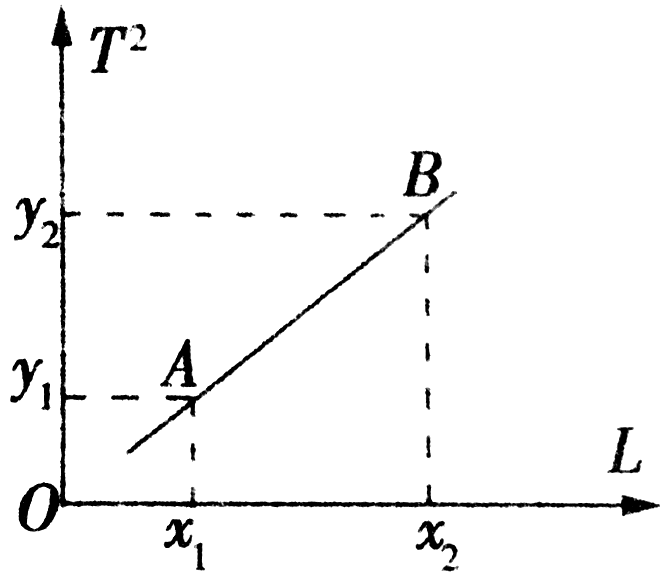 T²
B
y₂
A
y₁
L
O
x₁
x₂